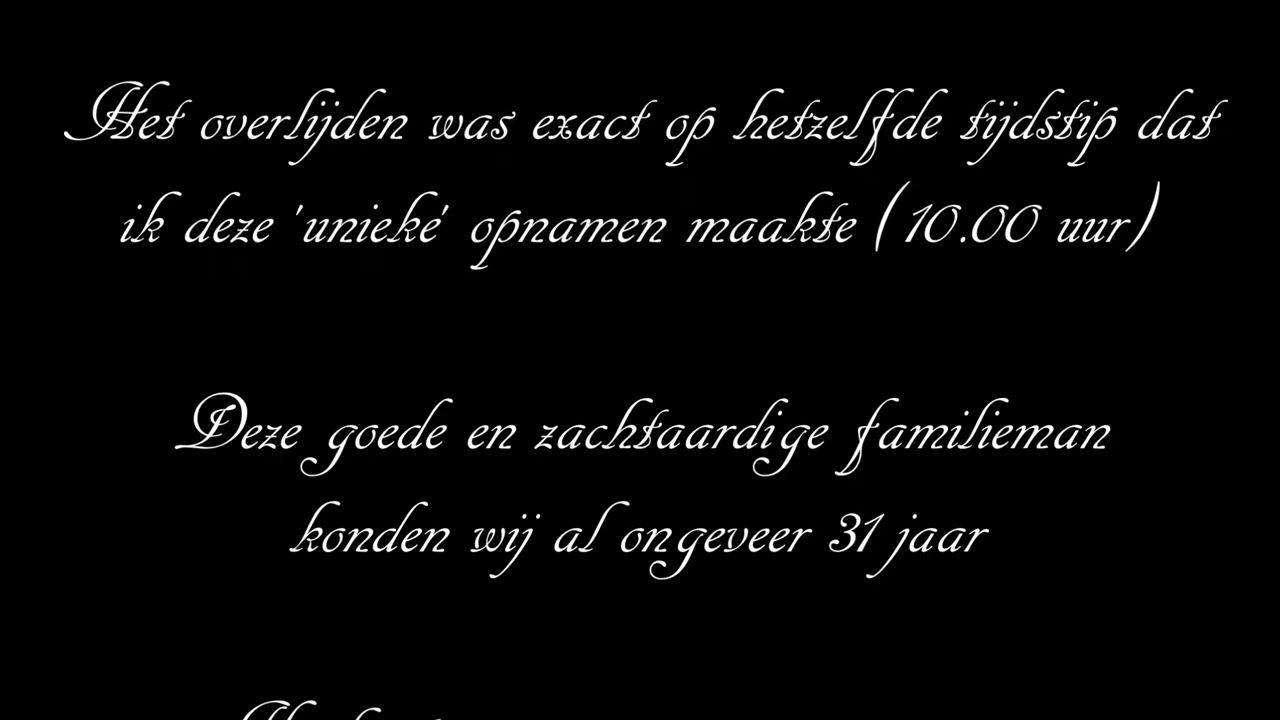 Het overlijden was exact op hetzelfde tijdstip dat
ik deze 'unieke' opnamen maakte (10.00 uur)
Deze goede en zachtaardige familieman
konden wij al ongeveer 31 jaar